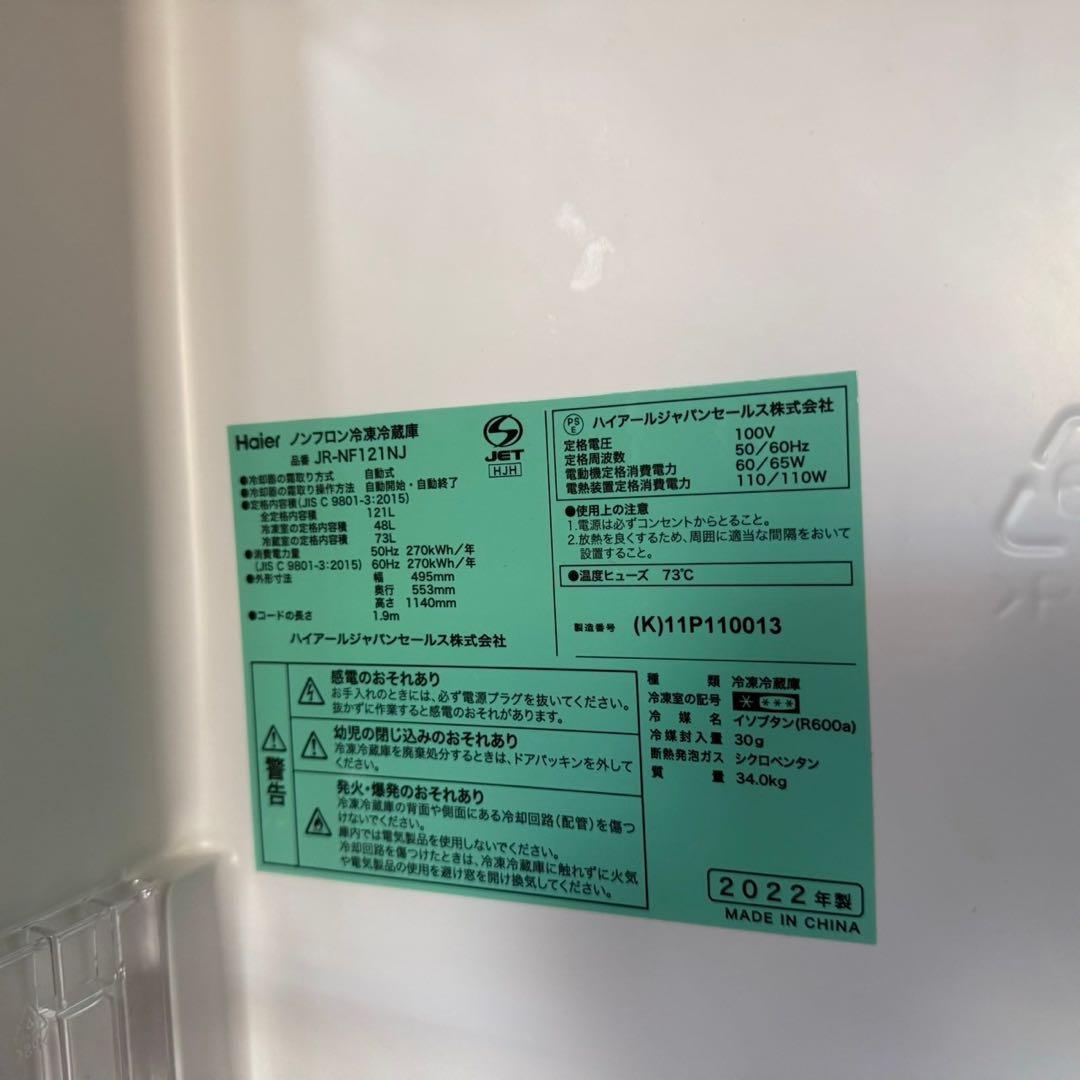 Haier ノンフロン冷凍冷蔵庫
品番 JR-NF121NJ
JET
HJH
●冷却器の霜取り方式 自動式
●冷却器の霜取り操作方法 自動開始・自動終了
●定格内容積(JIS C 9801-3:2015)
全定格内容積 121L
冷凍室の定格内容積 48L
冷蔵室の定格内容積 73L
●消費電力量 50Hz 270kWh/年
(JIS C 9801-3:2015) 60Hz 270kWh/年
●外形寸法 幅 495mm
奥行 553mm
高さ 1140mm
●コードの長さ 1.9m
ハイアールジャパンセールス株式会社
PS
E
ハイアールジャパンセールス株式会社
定格電圧 100V
定格周波数 50/60Hz
電動機定格消費電力 60/65W
電熱装置定格消費電力 110/110W
●使用上の注意
1.電源は必ずコンセントからとること。
2.放熱を良くするため、周囲に適当な間隔をおいて
設置すること。
●温度ヒューズ 73℃
製造番号 (K)11P110013
警告
感電のおそれあり
お手入れのときには、必ず電源プラグを抜いてください。
抜かずに作業すると感電のおそれがあります。
幼児の閉じ込みのおそれあり
冷凍冷蔵庫を廃棄処分するときは、ドアパッキンを外して
ください。
発火・爆発のおそれあり
冷凍冷蔵庫の背面や側面にある冷却回路(配管)を傷つ
けないでください。
庫内では電気製品を使用しないでください。
冷却回路を傷つけたときは、冷凍冷蔵庫に触れずに火気
や電気製品の使用を避け窓を開け換気してください。
種類 冷凍冷蔵庫
冷凍室の記号 * ***
冷媒名 イソブタン(R600a)
冷媒封入量 30g
断熱発泡ガス シクロペンタン
質量 34.0kg
2022年製
MADE IN CHINA